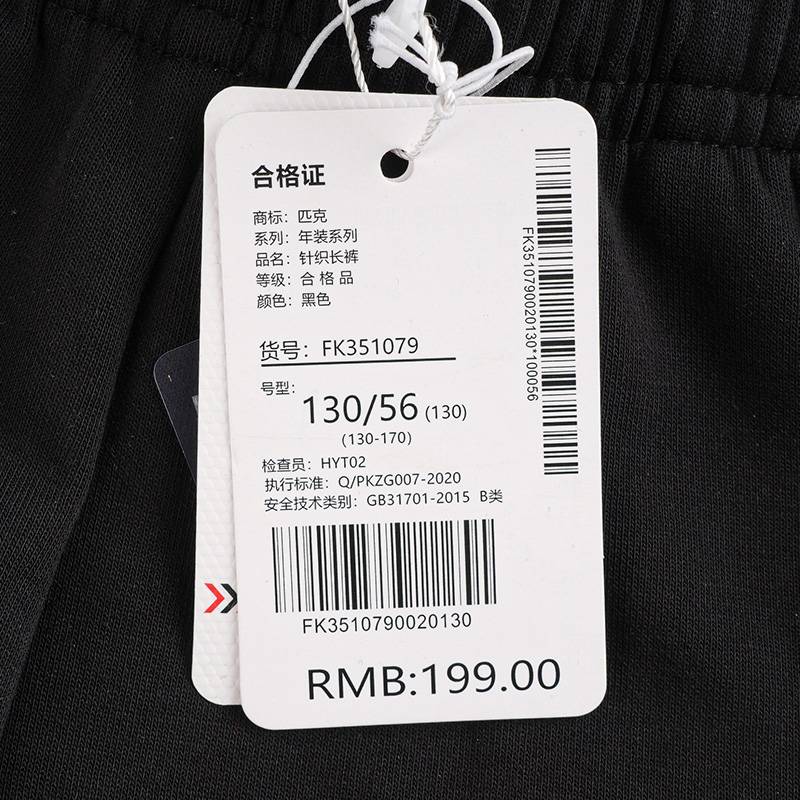 合格证
商标：匹克
系列：年装系列
品名：针织长裤
等级：合 格 品
颜色：黑色
货号：FK351079
号型：
130/56 (130)
(130-170)
检查员：HYT02
执行标准：Q/PKZG007-2020
安全技术类别：GB31701-2015 B类
FK3510790020130
RMB:199.00
FK3510790020130*100056